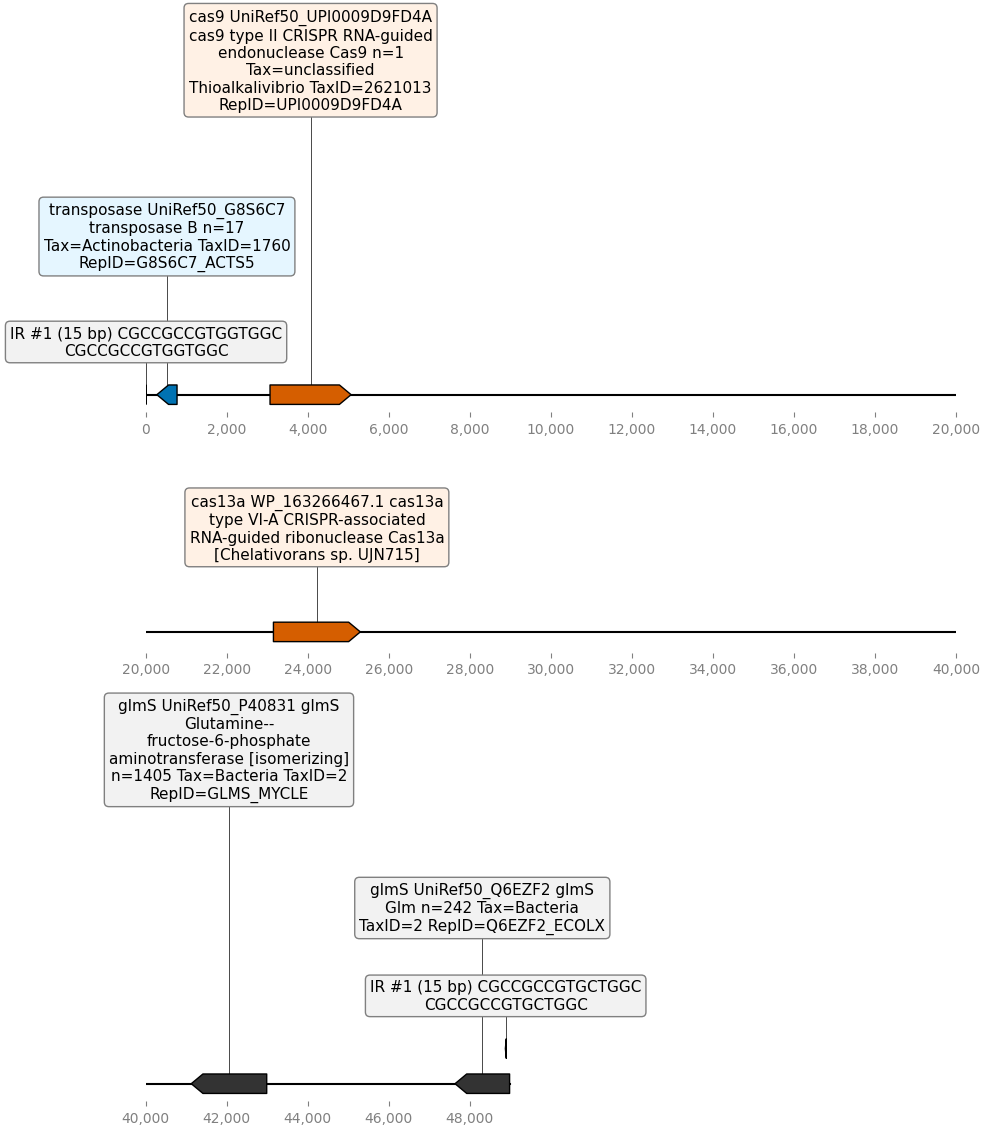 cas9 UniRef50_UPI0009D9FD4A
cas9 type II CRISPR RNA-guided
endonuclease Cas9 n=1
Tax=unclassified
Thioalkalivibrio TaxID=2621013
RepID=UPI0009D9FD4A
transposase UniRef50_G8S6C7
transposase B n=17
Tax=Actinobacteria TaxID=1760
RepID=G8S6C7_ACTS5
IR #1 (15 bp) CGCCGCCGTGGTGGC
CGCCGCCGTGGTGGC
0 2,000 4,000 6,000 8,000 10,000 12,000 14,000 16,000 18,000 20,000
cas13a WP_163266467.1 cas13a
type VI-A CRISPR-associated
RNA-guided ribonuclease Cas13a
[Chelativorans sp. UJN715]
20,000 22,000 24,000 26,000 28,000 30,000 32,000 34,000 36,000 38,000 40,000
glmS UniRef50_P40831 glmS
Glutamine--
fructose-6-phosphate
aminotransferase [isomerizing]
n=1405 Tax=Bacteria TaxID=2
RepID=GLMS_MYCLE
glmS UniRef50_Q6EZF2 glmS
Glm n=242 Tax=Bacteria
TaxID=2 RepID=Q6EZF2_ECOLX
IR #1 (15 bp) CGCCGCCGTGCTGGC
CGCCGCCGTGCTGGC
40,000 42,000 44,000 46,000 48,000